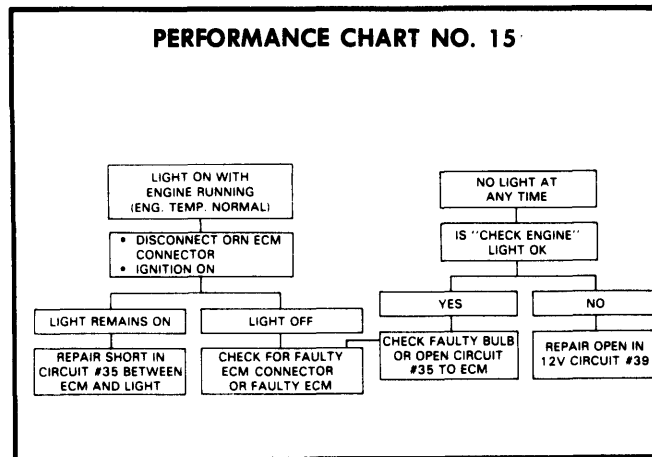 PERFORMANCE CHART NO. 15
LIGHT ON WITH
ENGINE RUNNING
(ENG. TEMP. NORMAL)
• DISCONNECT ORN ECM
CONNECTOR
• IGNITION ON
LIGHT REMAINS ON
LIGHT OFF
REPAIR SHORT IN
CIRCUIT #35 BETWEEN
ECM AND LIGHT
CHECK FOR FAULTY
ECM CONNECTOR
OR FAULTY ECM
NO LIGHT AT
ANY TIME
IS "CHECK ENGINE"
LIGHT OK
YES
NO
CHECK FAULTY BULB
OR OPEN CIRCUIT
#35 TO ECM
REPAIR OPEN IN
12V CIRCUIT #39